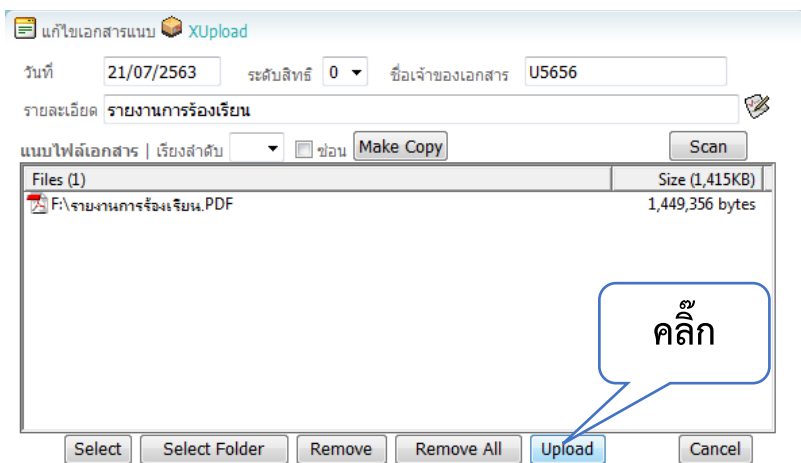 แก้ไขเอกสารแนบ XUpload
วันที่ 21/07/2563 ระดับสิทธิ 0 ชื่อเจ้าของเอกสาร U5656
รายละเอียด รายงานการร้องเรียน
แนบไฟล์เอกสาร | เรียงลำดับ ซ่อน Make Copy Scan
Files (1) Size (1,415KB)
F:\รายงานการร้องเรียน.PDF 1,449,356 bytes
คลิ๊ก
Select Select Folder Remove Remove All Upload Cancel